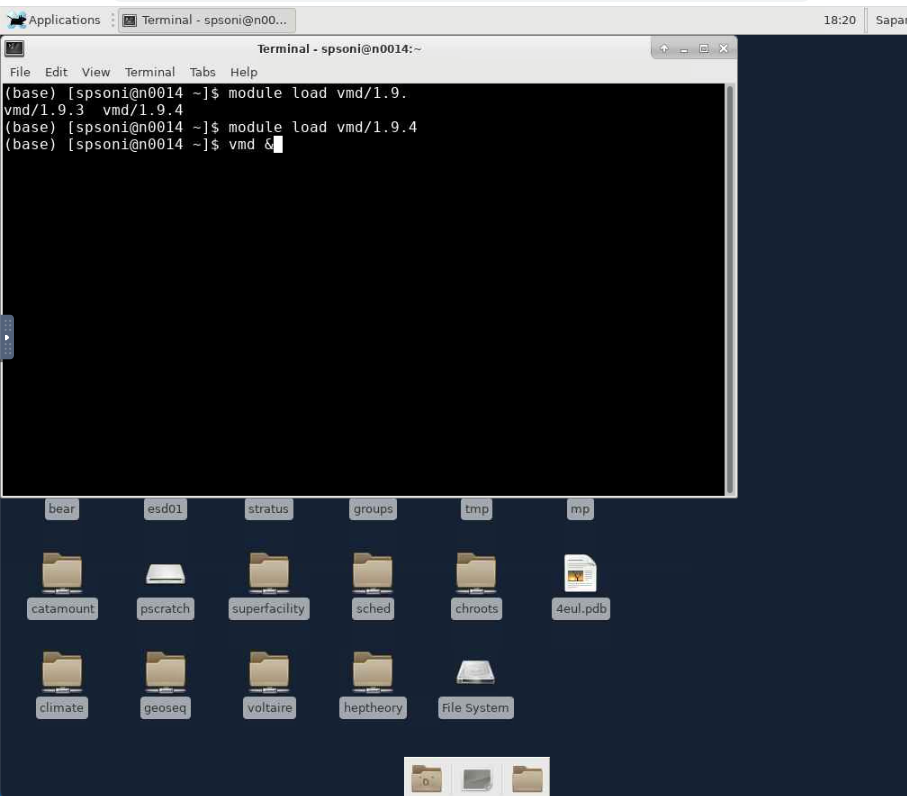 Applications Terminal - spsoni@n00... 18:20 Sapar
Terminal - spsoni@n0014:~
File Edit View Terminal Tabs Help
(base) [spsoni@n0014 ~]$ module load vmd/1.9.
vmd/1.9.3  vmd/1.9.4
(base) [spsoni@n0014 ~]$ module load vmd/1.9.4
(base) [spsoni@n0014 ~]$ vmd &
bear esd01 stratus groups tmp mp
catamount pscratch superfacility sched chroots 4eul.pdb
climate geoseq voltaire heptheory File System